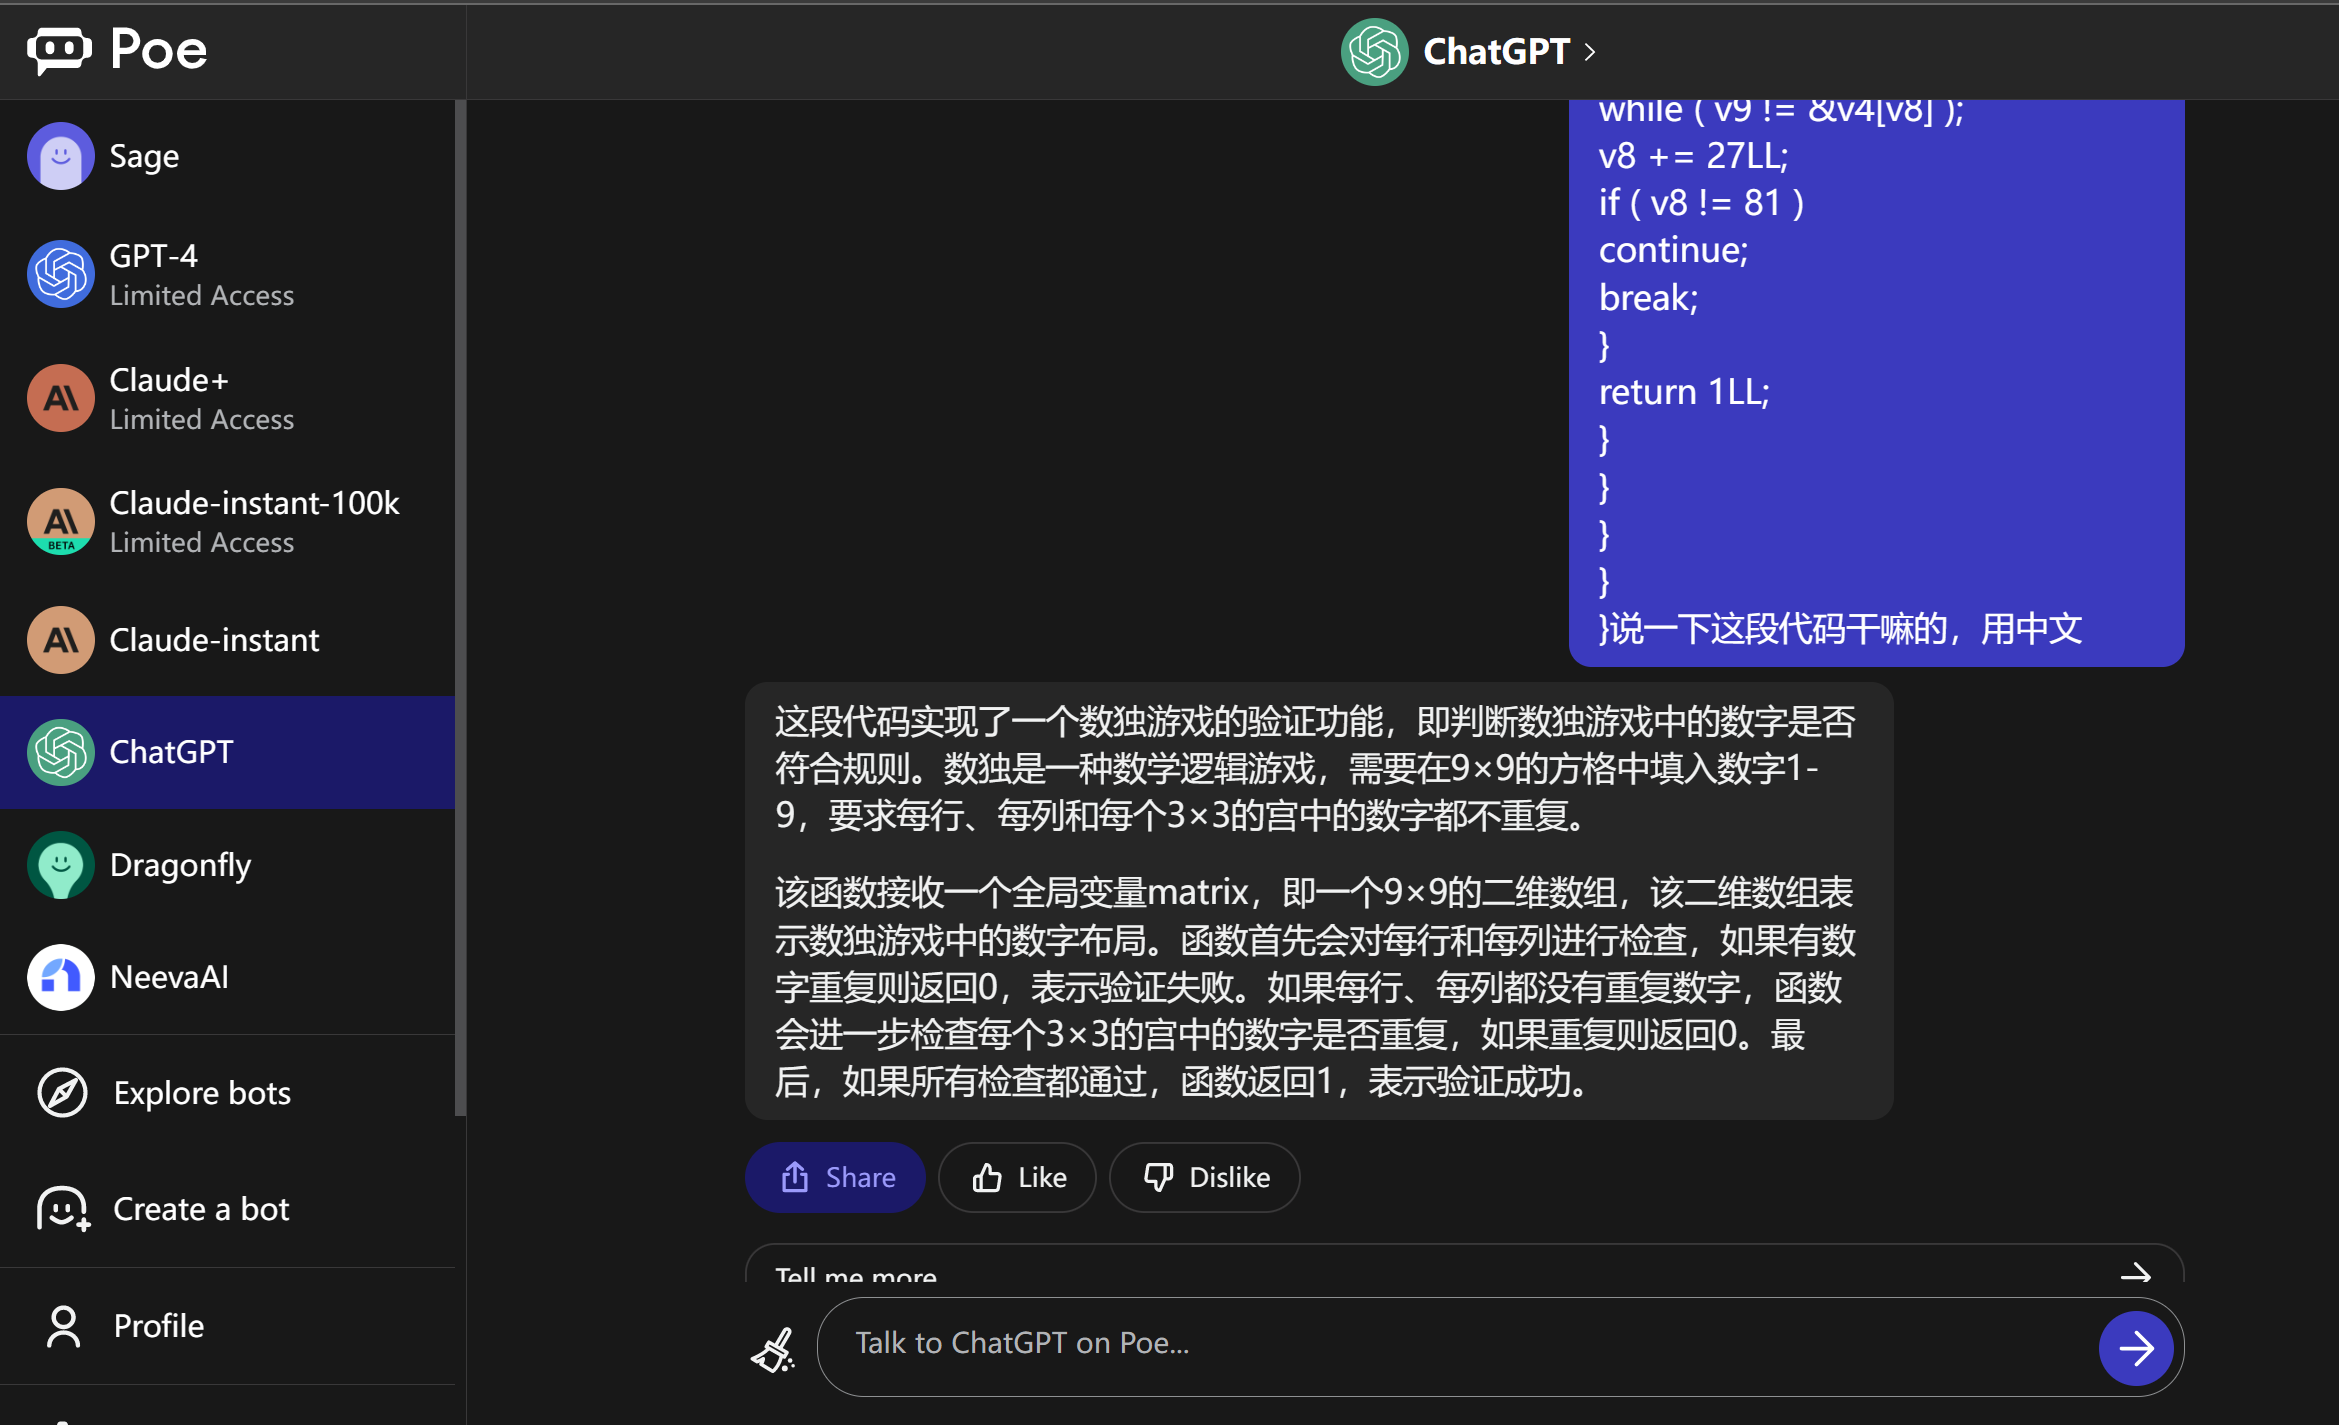 Poe
ChatGPT
Sage
GPT-4
Limited Access
Claude+
Limited Access
Claude-instant-100k
Limited Access
BETA
Claude-instant
ChatGPT
Dragonfly
NeevaAI
Explore bots
Create a bot
Profile
while ( v9 != &v4[v8] );
v8 += 27LL;
if ( v8 != 81 )
continue;
break;
}
return 1LL;
}
}
}
}
}说一下这段代码干嘛的，用中文
这段代码实现了一个数独游戏的验证功能，即判断数独游戏中的数字是否
符合规则。数独是一种数学逻辑游戏，需要在9×9的方格中填入数字1-
9，要求每行、每列和每个3×3的宫中的数字都不重复。
该函数接收一个全局变量matrix，即一个9×9的二维数组，该二维数组表
示数独游戏中的数字布局。函数首先会对每行和每列进行检查，如果有数
字重复则返回0，表示验证失败。如果每行、每列都没有重复数字，函数
会进一步检查每个3×3的宫中的数字是否重复，如果重复则返回0。最
后，如果所有检查都通过，函数返回1，表示验证成功。
Share
Like
Dislike
Tell me more
Talk to ChatGPT on Poe...